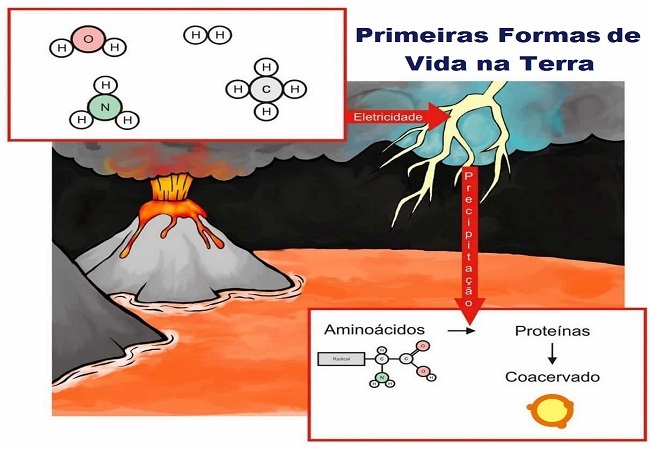 Primeiras Formas de
Vida na Terra
O
H H
H H
H
N
H H
H
H C H
H
Eletricidade
Precipitação
Aminoácidos
Proteínas
Coacervado
Radical
H
C
C
O
O
H
N
H H